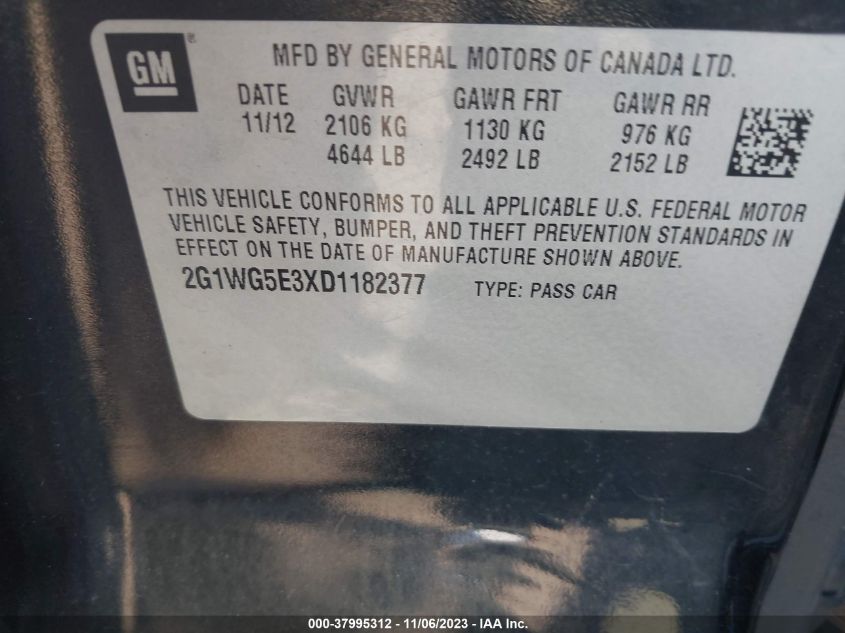 GM ®
MFD BY GENERAL MOTORS OF CANADA LTD.
DATE GVWR GAWR FRT GAWR RR
11/12 2106 KG 1130 KG 976 KG
4644 LB 2492 LB 2152 LB
THIS VEHICLE CONFORMS TO ALL APPLICABLE U.S. FEDERAL MOTOR
VEHICLE SAFETY, BUMPER, AND THEFT PREVENTION STANDARDS IN
EFFECT ON THE DATE OF MANUFACTURE SHOWN ABOVE.
2G1WG5E3XD1182377 TYPE: PASS CAR
000-37995312 - 11/06/2023 - IAA Inc.